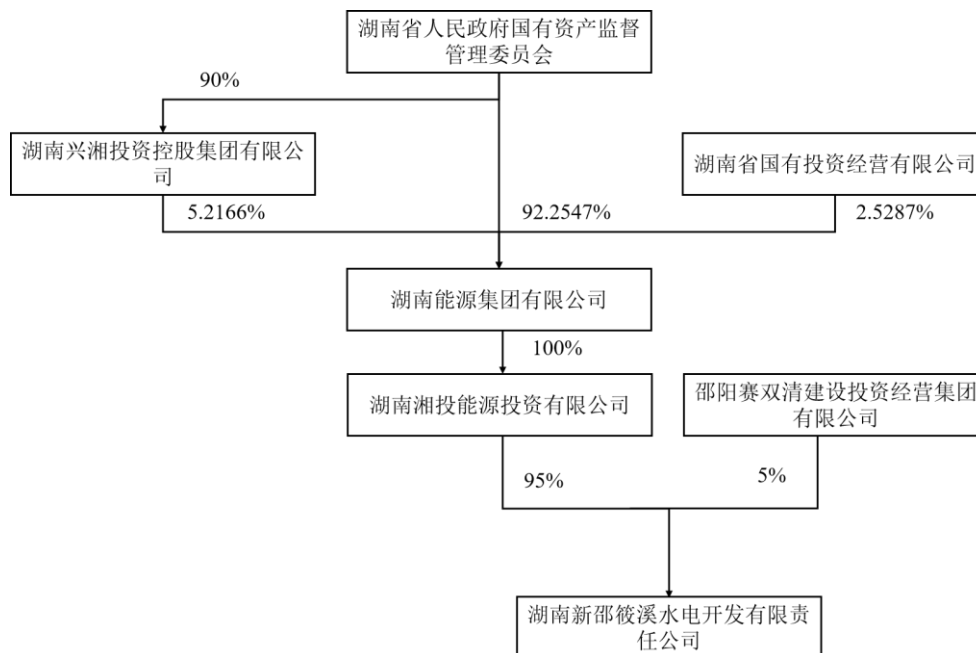 湖南省人民政府国有资产监督
管理委员会
90%
湖南兴湘投资控股集团有限公
司
湖南省国有投资经营有限公司
5.2166%
92.2547%
2.5287%
湖南能源集团有限公司
100%
湖南湘投能源投资有限公司
邵阳赛双清建设投资经营集团
有限公司
95%
5%
湖南新邵筱溪水电开发有限责
任公司